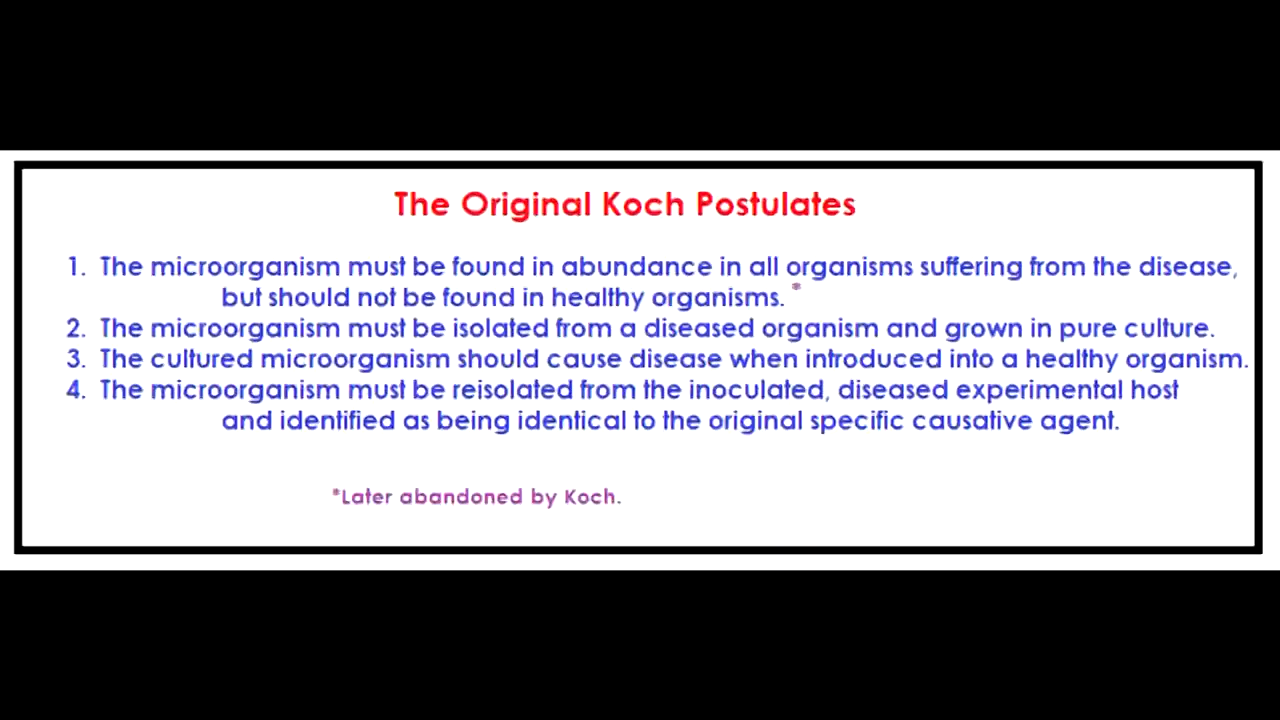 The Original Koch Postulates
1. The microorganism must be found in abundance in all organisms suffering from the disease,
but should not be found in healthy organisms. *
2. The microorganism must be isolated from a diseased organism and grown in pure culture.
3. The cultured microorganism should cause disease when introduced into a healthy organism.
4. The microorganism must be reisolated from the inoculated, diseased experimental host
and identified as being identical to the original specific causative agent.
*Later abandoned by Koch.